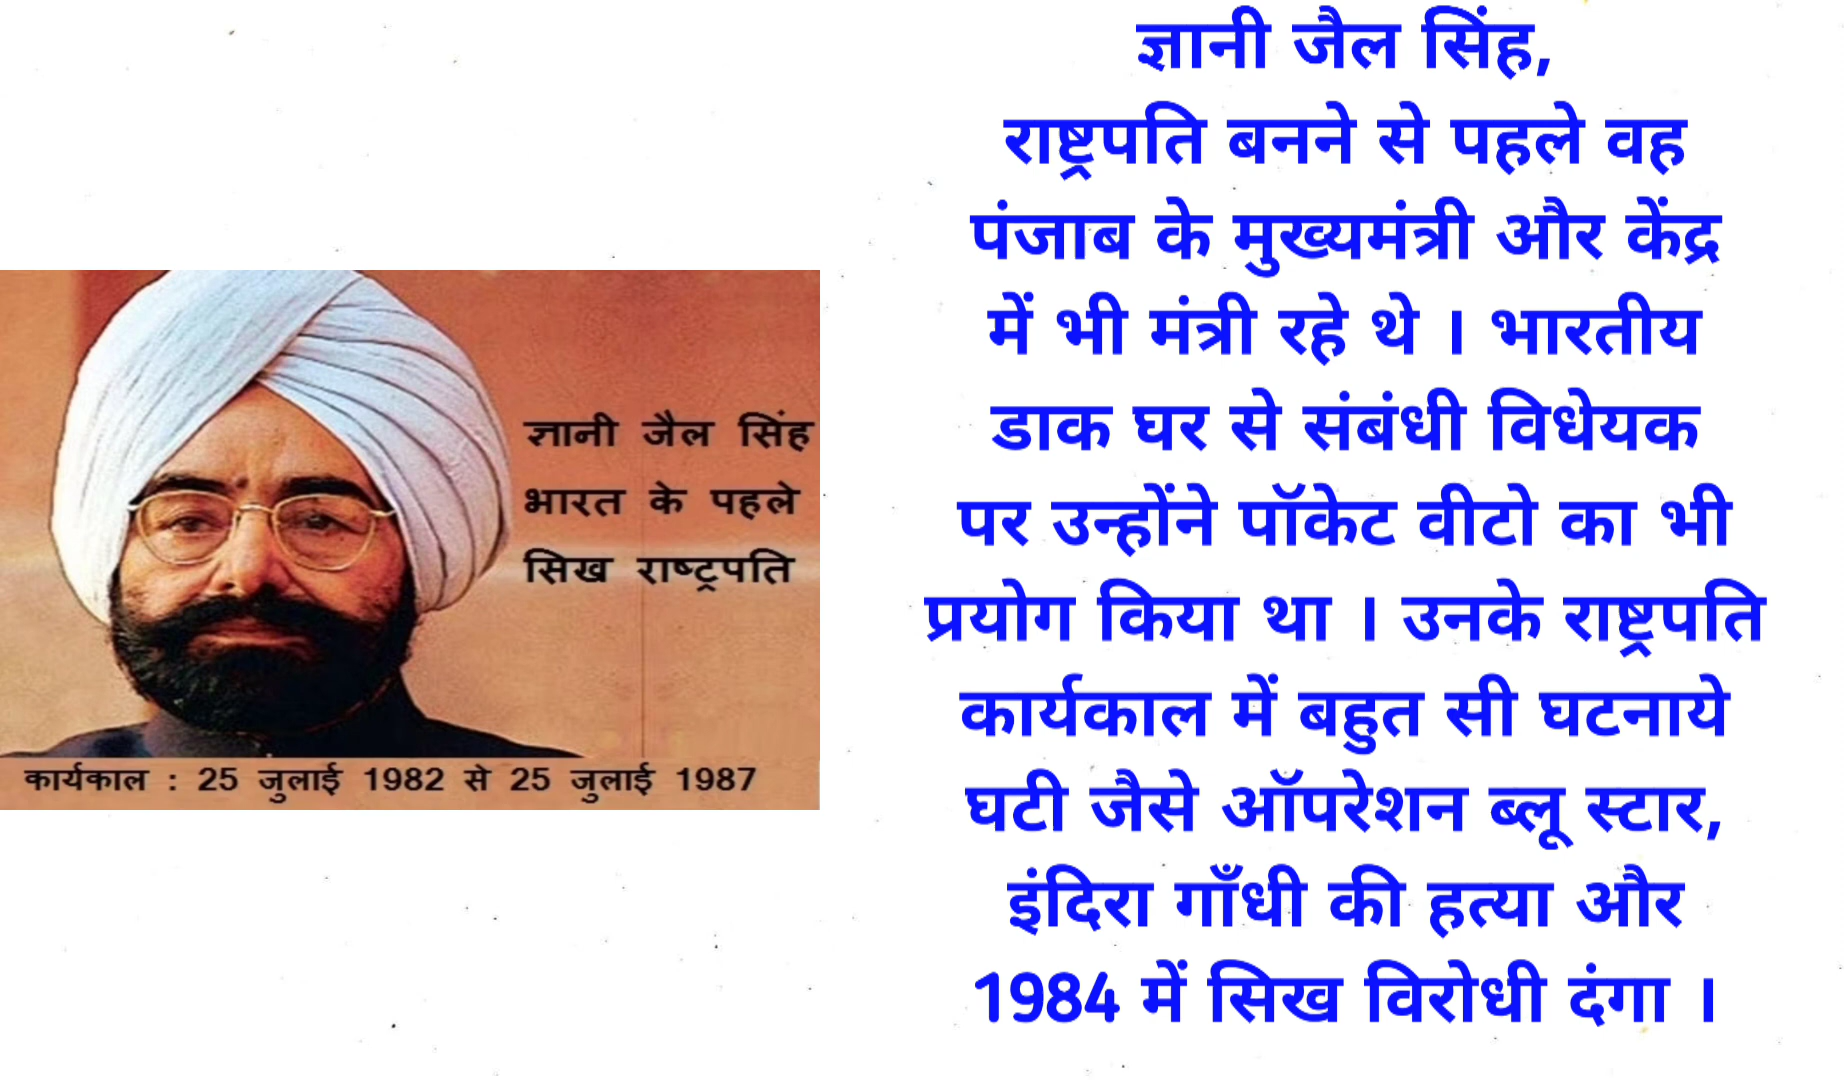 ज्ञानी जैल सिंह
भारत के पहले
सिख राष्ट्रपति
कार्यकाल : 25 जुलाई 1982 से 25 जुलाई 1987
ज्ञानी जैल सिंह,
राष्ट्रपति बनने से पहले वह
पंजाब के मुख्यमंत्री और केंद्र
में भी मंत्री रहे थे । भारतीय
डाक घर से संबंधी विधेयक
पर उन्होंने पॉकेट वीटो का भी
प्रयोग किया था । उनके राष्ट्रपति
कार्यकाल में बहुत सी घटनाये
घटी जैसे ऑपरेशन ब्लू स्टार,
इंदिरा गाँधी की हत्या और
1984 में सिख विरोधी दंगा ।